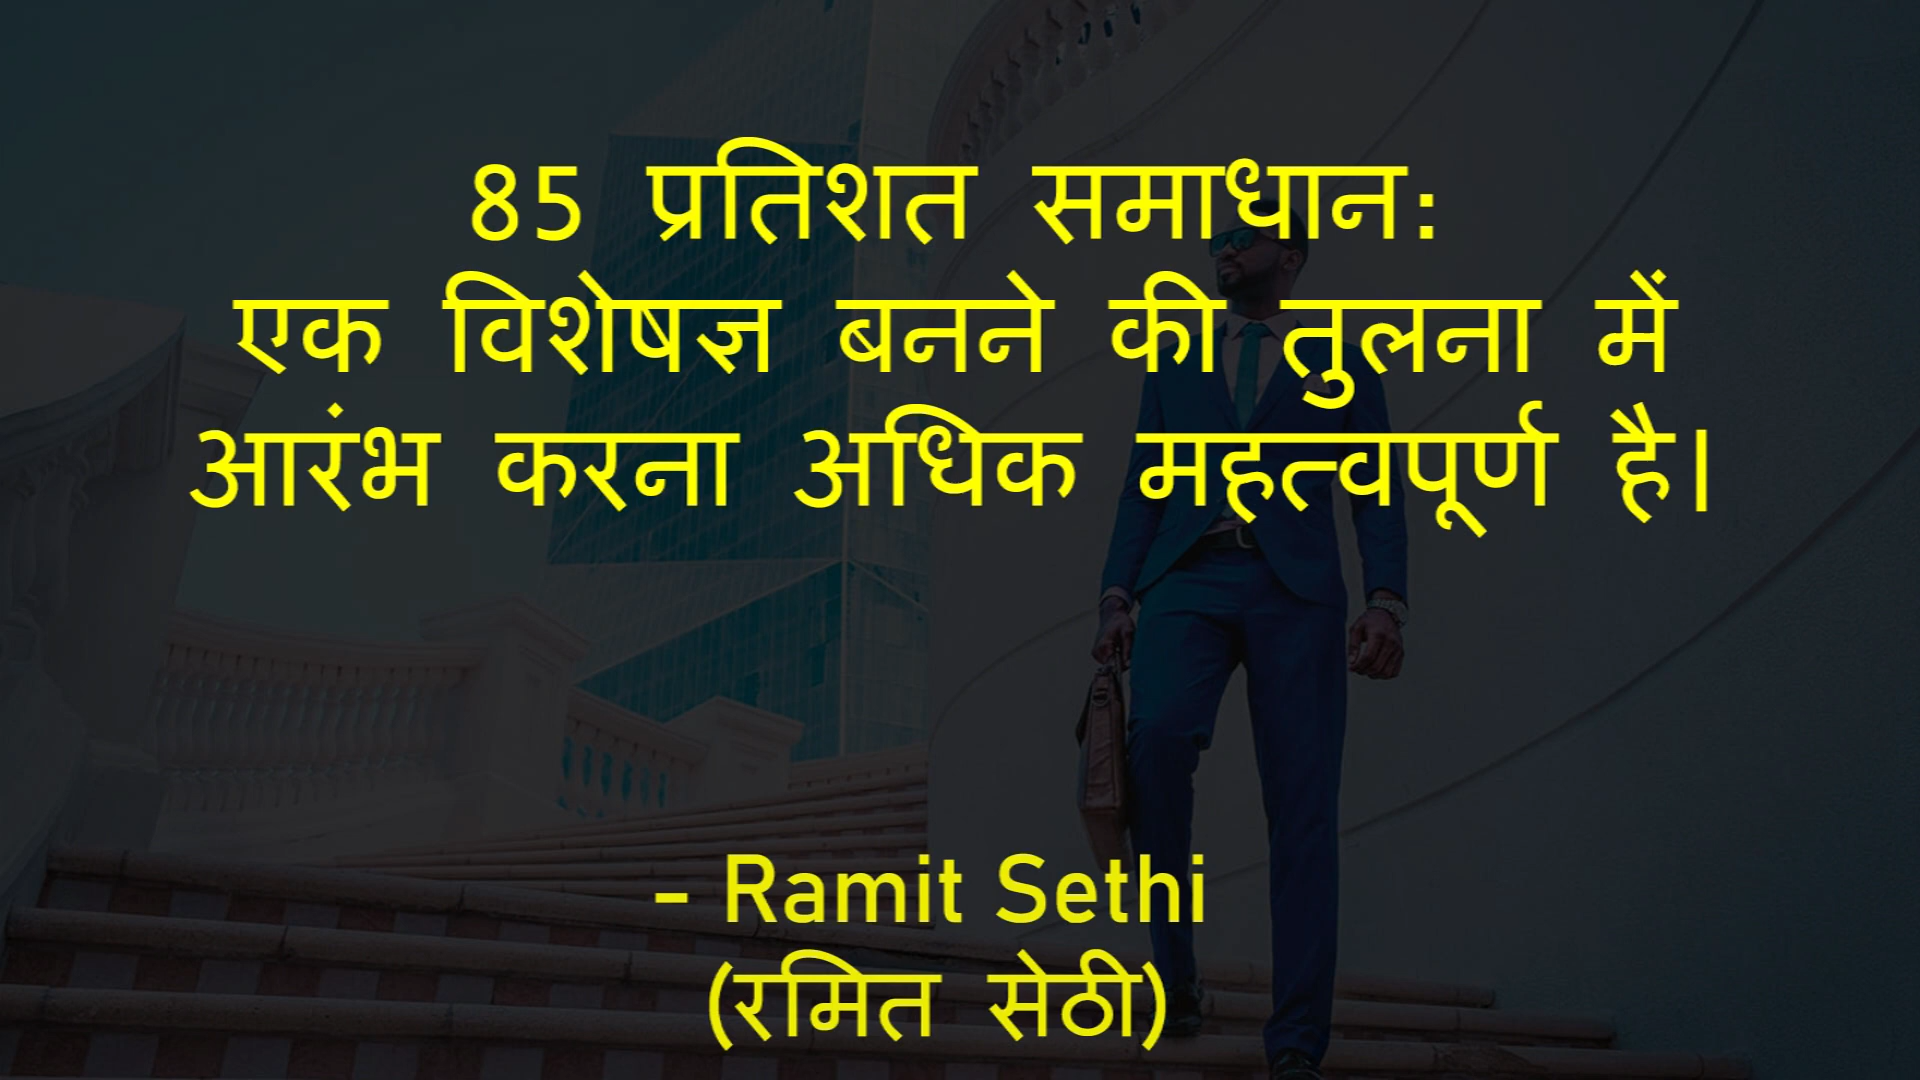 85 प्रतिशत समाधान:
एक विशेषज्ञ बनने की तुलना में
आरंभ करना अधिक महत्वपूर्ण है।
- Ramit Sethi
(रमित सेठी)